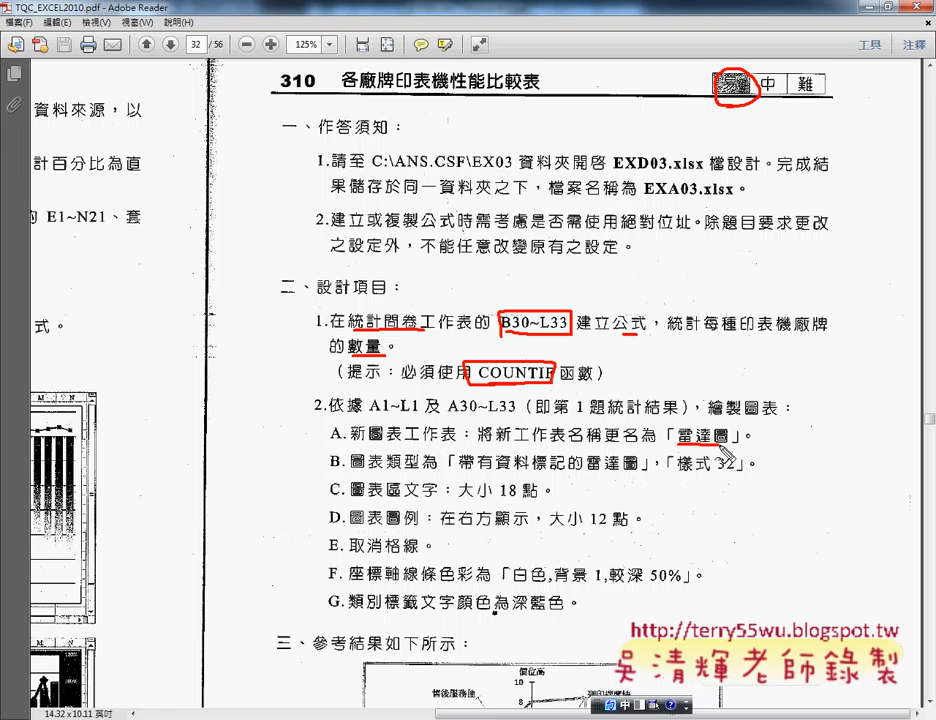 TQC_EXCEL2010.pdf - Adobe Reader
檔案(F) 編輯(E) 檢視(V) 視窗(W) 說明(H)
32 / 56 125% 工具 注釋
資料來源，以
計百分比為直
的 E1~N21、套
式。
310 各廠牌印表機性能比較表 易 中 難
一、作答須知：
1.請至 C:\ANS.CSF\EX03 資料夾開啓 EXD03.xlsx 檔設計。完成結
果儲存於同一資料夾之下，檔案名稱為 EXA03.xlsx。
2.建立或複製公式時需考慮是否需使用絕對位址。除題目要求更改
之設定外，不能任意改變原有之設定。
二、設計項目：
1.在統計問卷工作表的 B30~L33 建立公式，統計每種印表機廠牌
的數量。
（提示：必須使用 COUNTIF 函數）
2.依據 A1~L1 及 A30~L33（即第 1 題統計結果），繪製圖表：
A.新圖表工作表：將新工作表名稱更名為「雷達圖」。
B.圖表類型為「帶有資料標記的雷達圖」，「樣式 32」。
C.圖表區文字：大小 18 點。
D.圖表圖例：在右方顯示，大小 12 點。
E.取消格線。
F.座標軸線條色彩為「白色,背景 1,較深 50%」。
G.類別標籤文字顏色為深藍色。
三、參考結果如下所示：
http://terry55wu.blogspot.tw
吳清輝老師錄製
價位高
10
8
售後服務佳
列印速度快
中
14.32 x 10.11 英吋